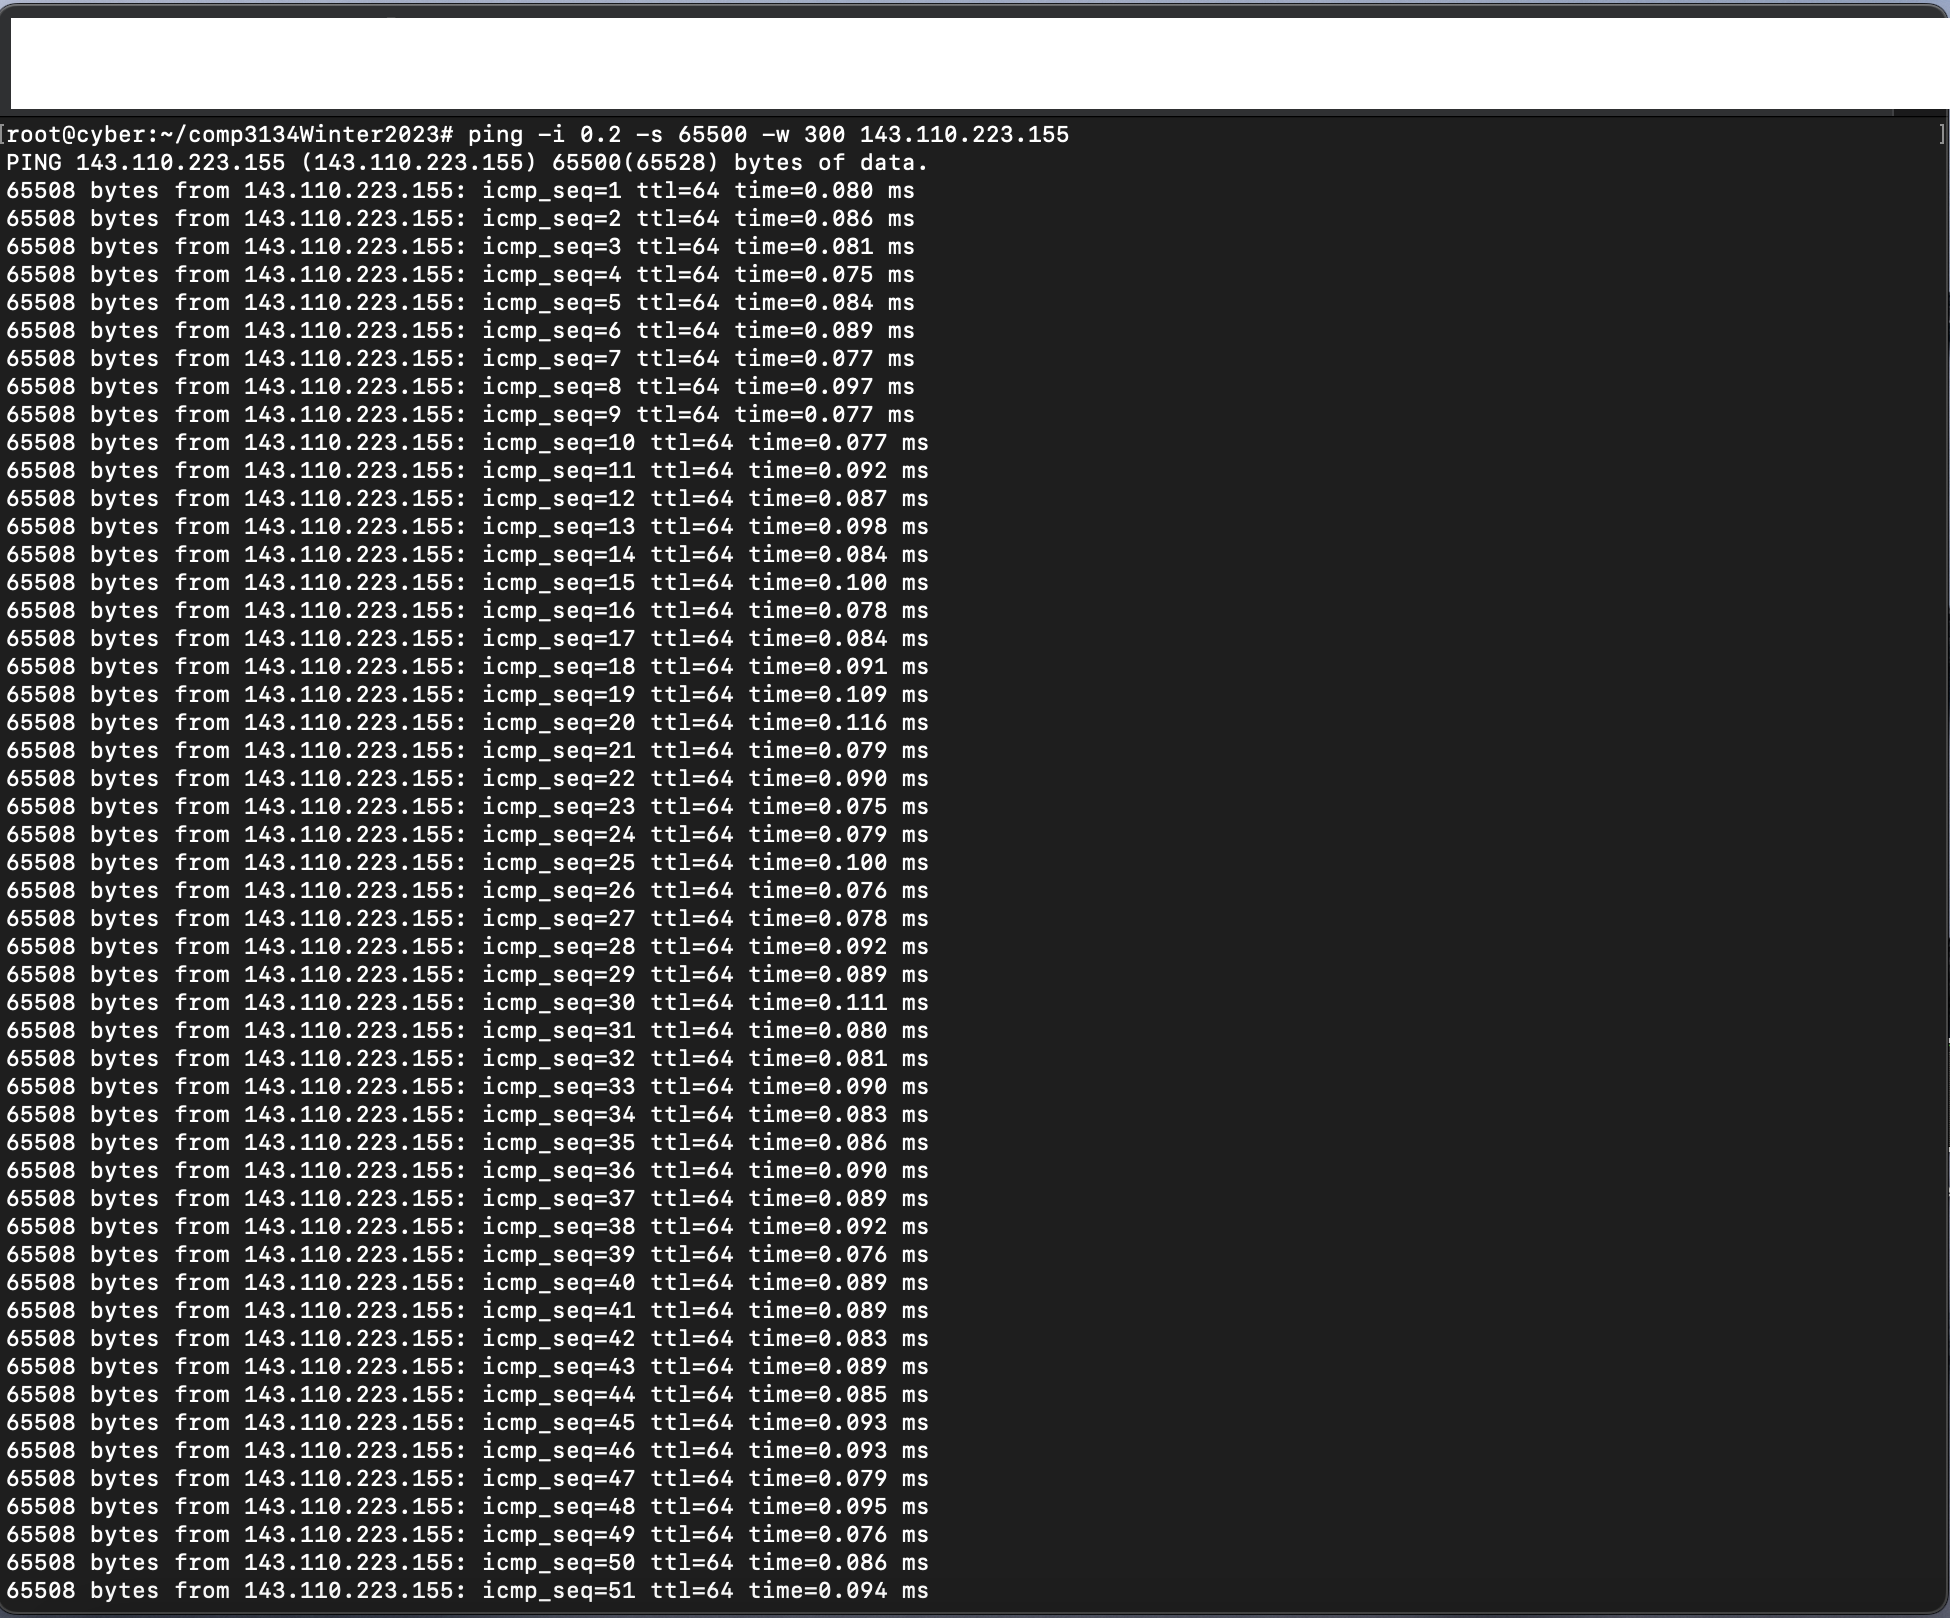 [root@cyber:~/comp3134Winter2023# ping -i 0.2 -s 65500 -w 300 143.110.223.155 ]
PING 143.110.223.155 (143.110.223.155) 65500(65528) bytes of data.
65508 bytes from 143.110.223.155: icmp_seq=1 ttl=64 time=0.080 ms
65508 bytes from 143.110.223.155: icmp_seq=2 ttl=64 time=0.086 ms
65508 bytes from 143.110.223.155: icmp_seq=3 ttl=64 time=0.081 ms
65508 bytes from 143.110.223.155: icmp_seq=4 ttl=64 time=0.075 ms
65508 bytes from 143.110.223.155: icmp_seq=5 ttl=64 time=0.084 ms
65508 bytes from 143.110.223.155: icmp_seq=6 ttl=64 time=0.089 ms
65508 bytes from 143.110.223.155: icmp_seq=7 ttl=64 time=0.077 ms
65508 bytes from 143.110.223.155: icmp_seq=8 ttl=64 time=0.097 ms
65508 bytes from 143.110.223.155: icmp_seq=9 ttl=64 time=0.077 ms
65508 bytes from 143.110.223.155: icmp_seq=10 ttl=64 time=0.077 ms
65508 bytes from 143.110.223.155: icmp_seq=11 ttl=64 time=0.092 ms
65508 bytes from 143.110.223.155: icmp_seq=12 ttl=64 time=0.087 ms
65508 bytes from 143.110.223.155: icmp_seq=13 ttl=64 time=0.098 ms
65508 bytes from 143.110.223.155: icmp_seq=14 ttl=64 time=0.084 ms
65508 bytes from 143.110.223.155: icmp_seq=15 ttl=64 time=0.100 ms
65508 bytes from 143.110.223.155: icmp_seq=16 ttl=64 time=0.078 ms
65508 bytes from 143.110.223.155: icmp_seq=17 ttl=64 time=0.084 ms
65508 bytes from 143.110.223.155: icmp_seq=18 ttl=64 time=0.091 ms
65508 bytes from 143.110.223.155: icmp_seq=19 ttl=64 time=0.109 ms
65508 bytes from 143.110.223.155: icmp_seq=20 ttl=64 time=0.116 ms
65508 bytes from 143.110.223.155: icmp_seq=21 ttl=64 time=0.079 ms
65508 bytes from 143.110.223.155: icmp_seq=22 ttl=64 time=0.090 ms
65508 bytes from 143.110.223.155: icmp_seq=23 ttl=64 time=0.075 ms
65508 bytes from 143.110.223.155: icmp_seq=24 ttl=64 time=0.079 ms
65508 bytes from 143.110.223.155: icmp_seq=25 ttl=64 time=0.100 ms
65508 bytes from 143.110.223.155: icmp_seq=26 ttl=64 time=0.076 ms
65508 bytes from 143.110.223.155: icmp_seq=27 ttl=64 time=0.078 ms
65508 bytes from 143.110.223.155: icmp_seq=28 ttl=64 time=0.092 ms
65508 bytes from 143.110.223.155: icmp_seq=29 ttl=64 time=0.089 ms
65508 bytes from 143.110.223.155: icmp_seq=30 ttl=64 time=0.111 ms
65508 bytes from 143.110.223.155: icmp_seq=31 ttl=64 time=0.080 ms
65508 bytes from 143.110.223.155: icmp_seq=32 ttl=64 time=0.081 ms
65508 bytes from 143.110.223.155: icmp_seq=33 ttl=64 time=0.090 ms
65508 bytes from 143.110.223.155: icmp_seq=34 ttl=64 time=0.083 ms
65508 bytes from 143.110.223.155: icmp_seq=35 ttl=64 time=0.086 ms
65508 bytes from 143.110.223.155: icmp_seq=36 ttl=64 time=0.090 ms
65508 bytes from 143.110.223.155: icmp_seq=37 ttl=64 time=0.089 ms
65508 bytes from 143.110.223.155: icmp_seq=38 ttl=64 time=0.092 ms
65508 bytes from 143.110.223.155: icmp_seq=39 ttl=64 time=0.076 ms
65508 bytes from 143.110.223.155: icmp_seq=40 ttl=64 time=0.089 ms
65508 bytes from 143.110.223.155: icmp_seq=41 ttl=64 time=0.089 ms
65508 bytes from 143.110.223.155: icmp_seq=42 ttl=64 time=0.083 ms
65508 bytes from 143.110.223.155: icmp_seq=43 ttl=64 time=0.089 ms
65508 bytes from 143.110.223.155: icmp_seq=44 ttl=64 time=0.085 ms
65508 bytes from 143.110.223.155: icmp_seq=45 ttl=64 time=0.093 ms
65508 bytes from 143.110.223.155: icmp_seq=46 ttl=64 time=0.093 ms
65508 bytes from 143.110.223.155: icmp_seq=47 ttl=64 time=0.079 ms
65508 bytes from 143.110.223.155: icmp_seq=48 ttl=64 time=0.095 ms
65508 bytes from 143.110.223.155: icmp_seq=49 ttl=64 time=0.076 ms
65508 bytes from 143.110.223.155: icmp_seq=50 ttl=64 time=0.086 ms
65508 bytes from 143.110.223.155: icmp_seq=51 ttl=64 time=0.094 ms